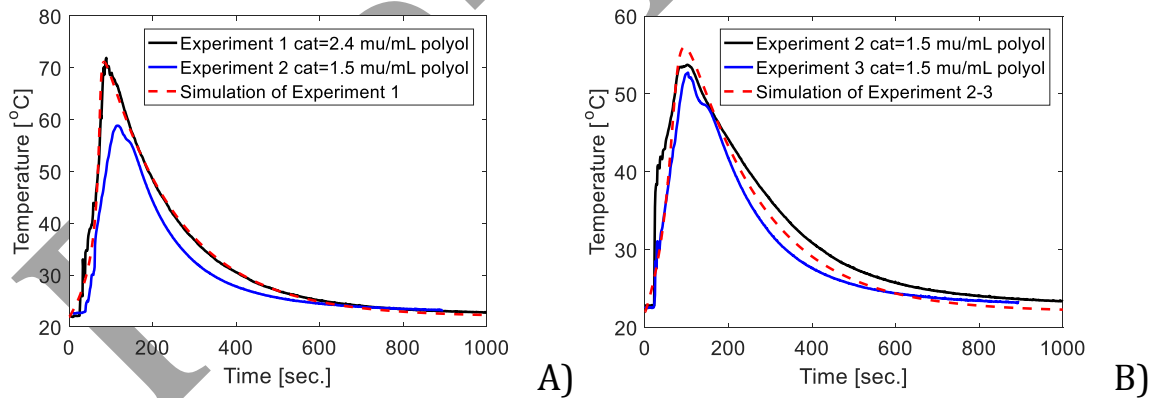 Experiment 1 cat=2.4 mu/mL polyol
Experiment 2 cat=1.5 mu/mL polyol
Simulation of Experiment 1
Temperature [°C]
80
70
60
50
40
30
20
0
200
400
600
800
1000
Time [sec.]
A)
Experiment 2 cat=1.5 mu/mL polyol
Experiment 3 cat=1.5 mu/mL polyol
Simulation of Experiment 2-3
Temperature [°C]
60
50
40
30
20
0
200
400
600
800
1000
Time [sec.]
B)